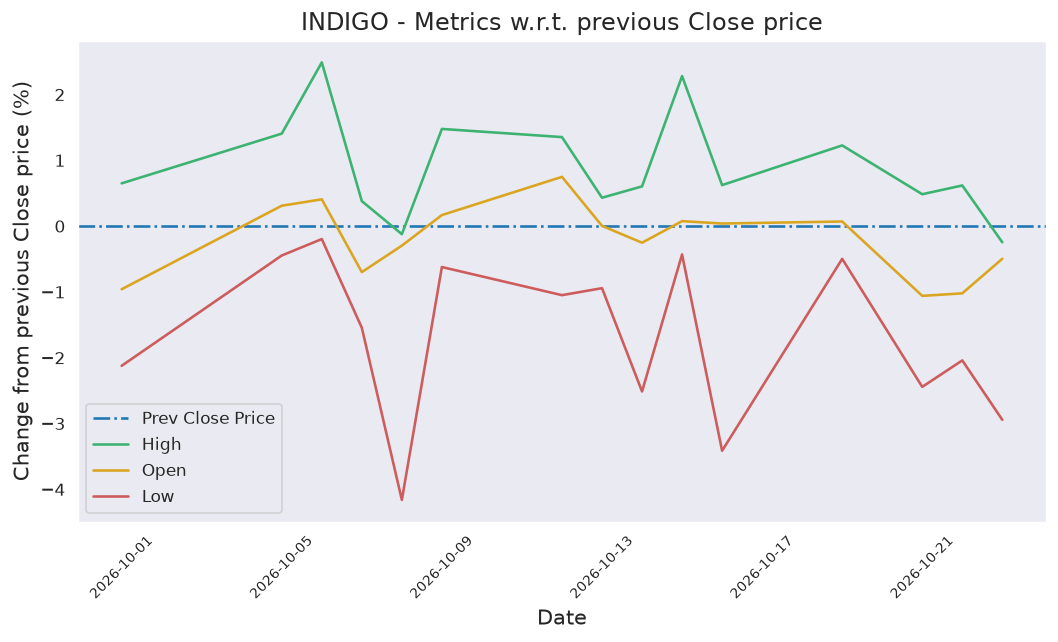 INDIGO - Metrics w.r.t. previous Close price
Change from previous Close price (%)
2
1
0
−1
−2
−3
−4
Prev Close Price
High
Open
Low
2026-10-01
2026-10-05
2026-10-09
2026-10-13
2026-10-17
2026-10-21
Date